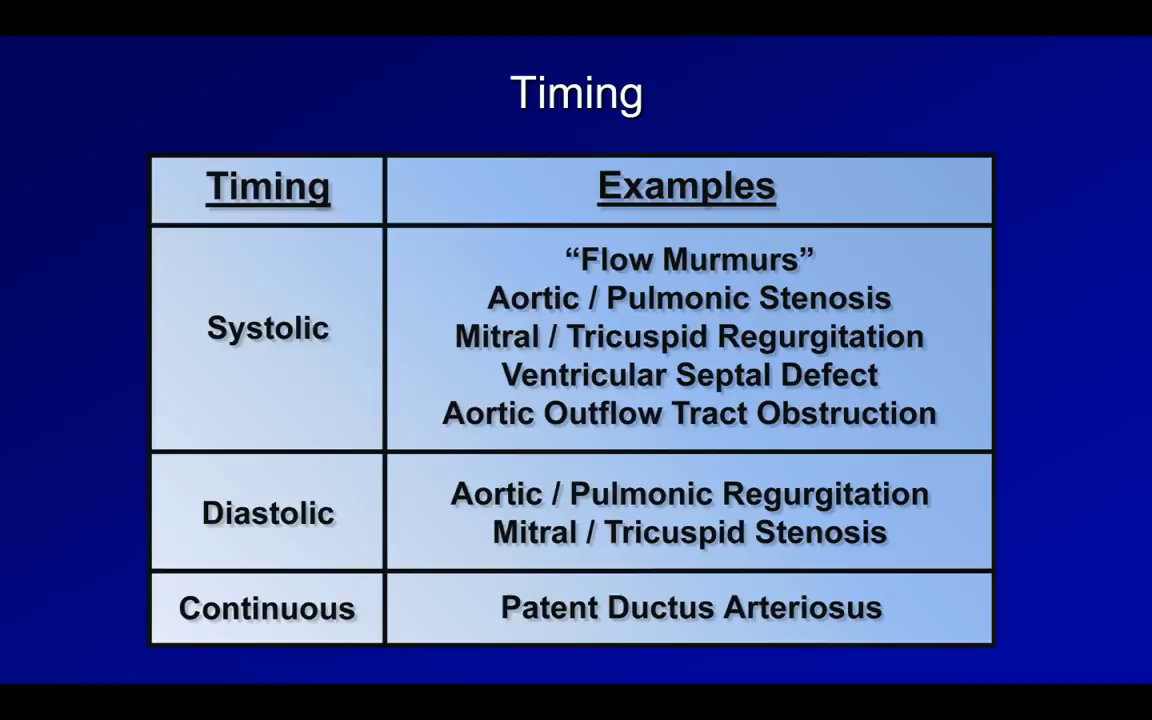 Timing
Timing
Examples
Systolic
“Flow Murmurs”
Aortic / Pulmonic Stenosis
Mitral / Tricuspid Regurgitation
Ventricular Septal Defect
Aortic Outflow Tract Obstruction
Diastolic
Aortic / Pulmonic Regurgitation
Mitral / Tricuspid Stenosis
Continuous
Patent Ductus Arteriosus